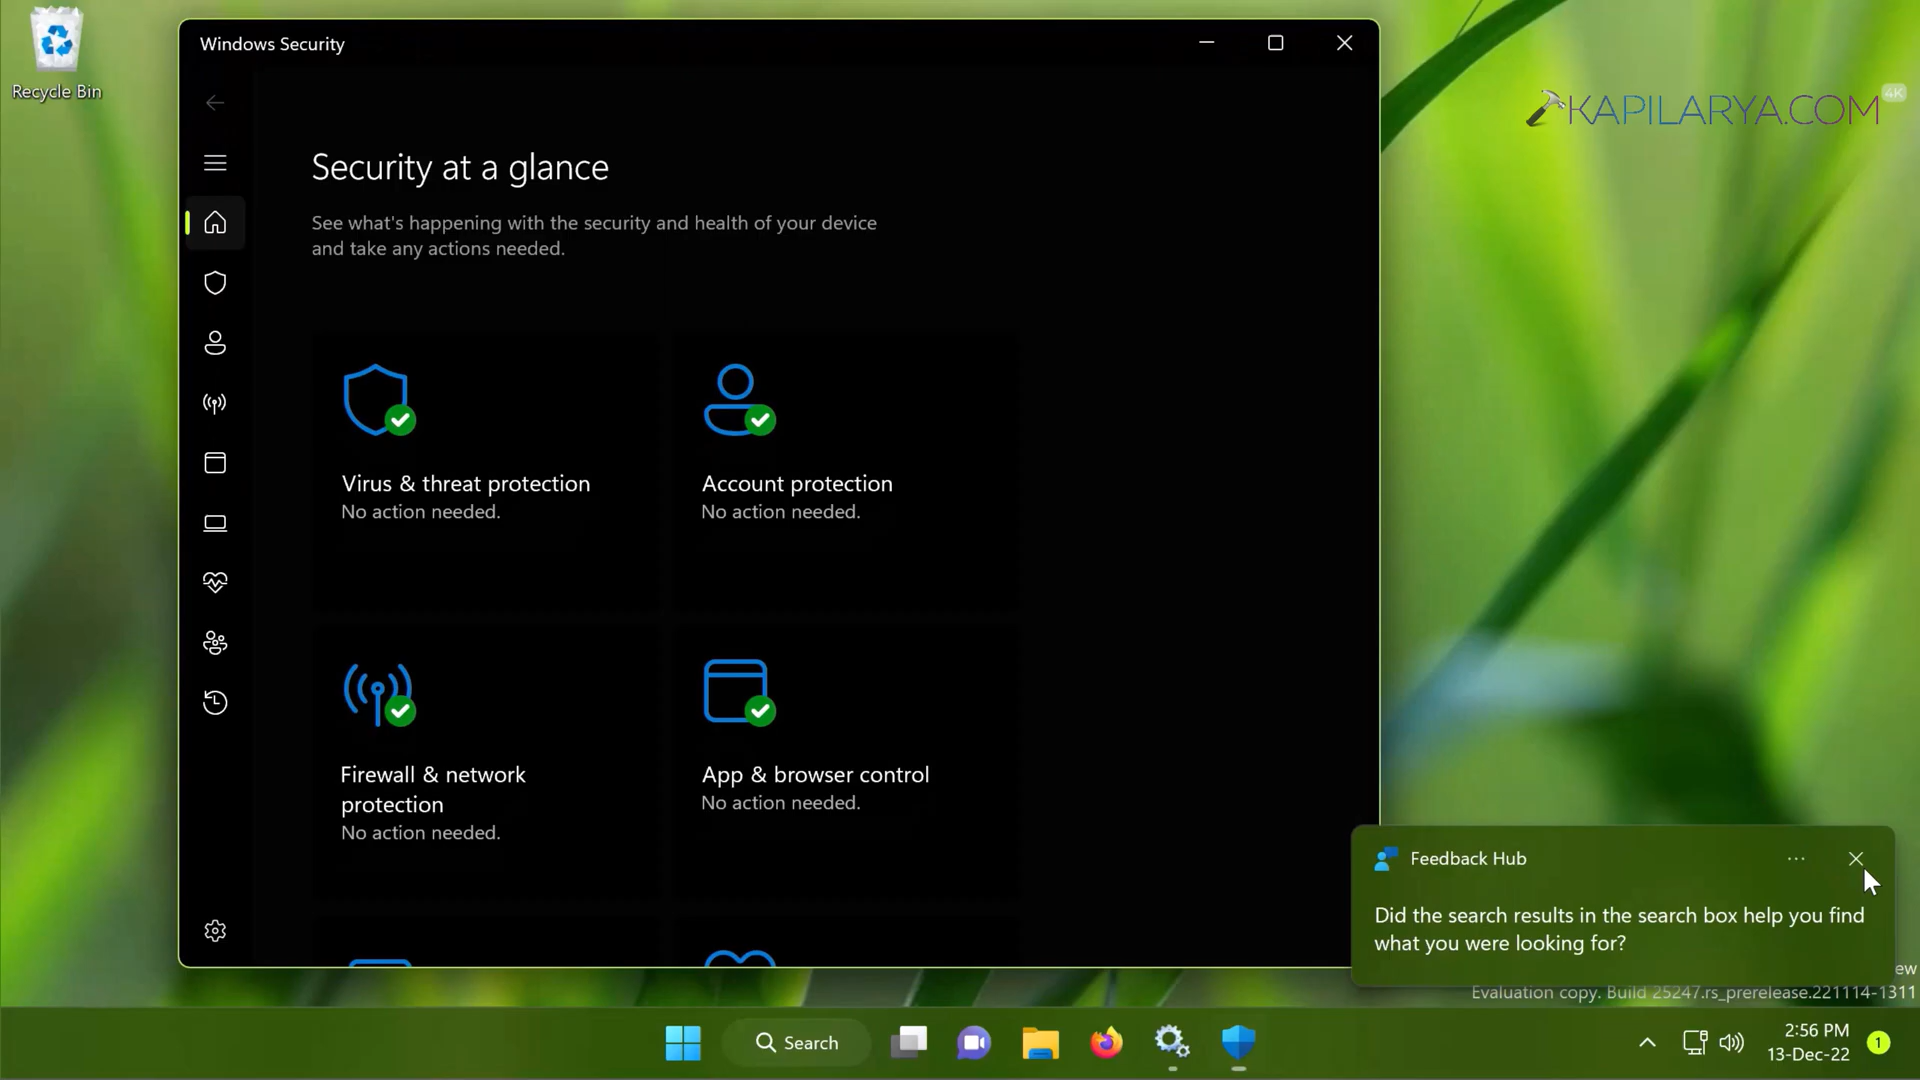 Recycle Bin
Windows Security
KAPILARYA.COM
4K
Security at a glance
See what's happening with the security and health of your device
and take any actions needed.
Virus & threat protection
No action needed.
Account protection
No action needed.
Firewall & network
protection
No action needed.
App & browser control
No action needed.
Feedback Hub
Did the search results in the search box help you find
what you were looking for?
ew
Evaluation copy. Build 25247.rs_prerelease.221114-1311
Search
2:56 PM
13-Dec-22
1